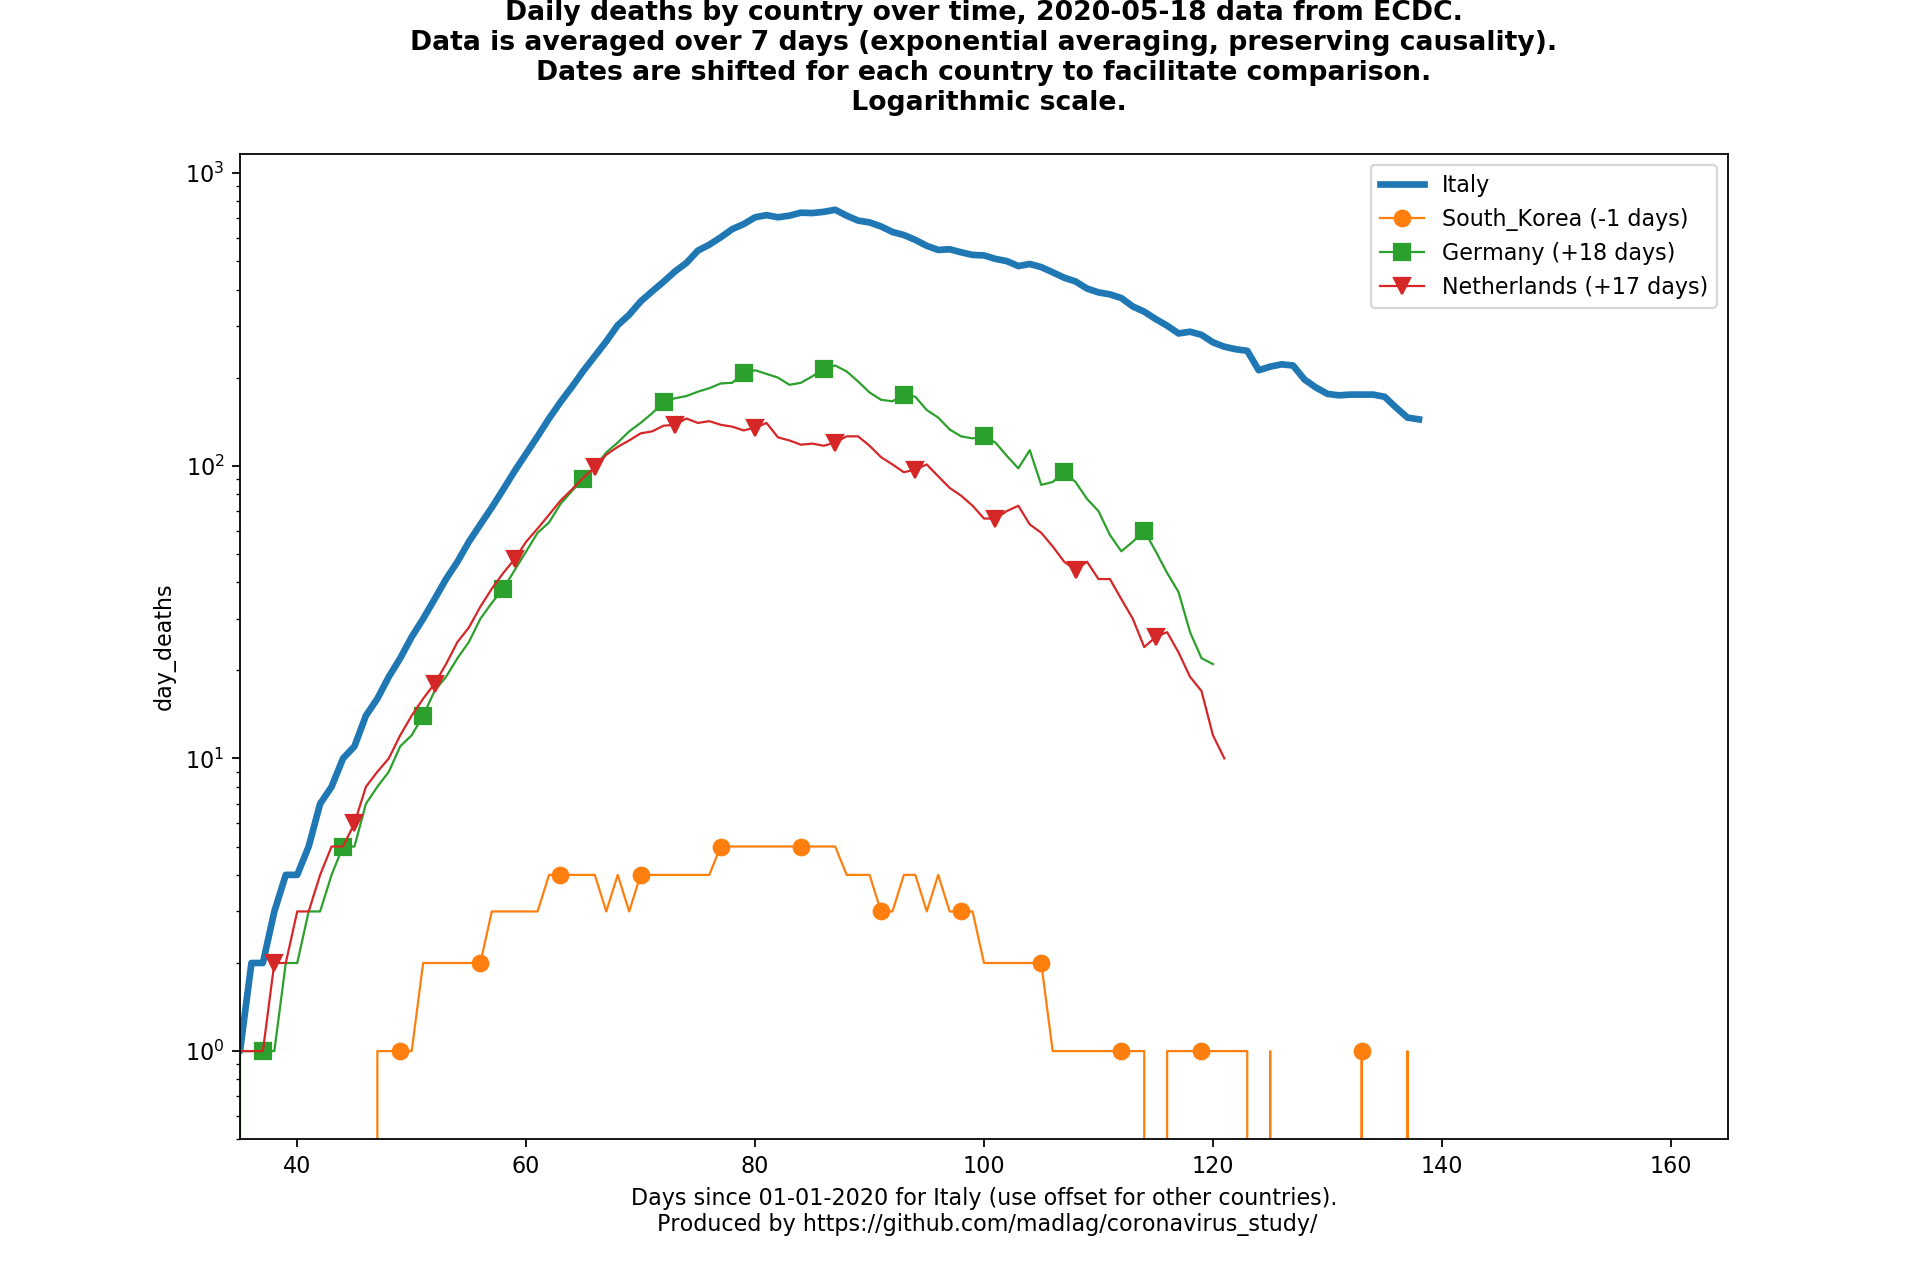 Daily deaths by country over time, 2020-05-18 data from ECDC.
Data is averaged over 7 days (exponential averaging, preserving causality).
Dates are shifted for each country to facilitate comparison.
Logarithmic scale.
10³
10²
10¹
10⁰
day_deaths
Italy
South_Korea (-1 days)
Germany (+18 days)
Netherlands (+17 days)
40 60 80 100 120 140 160
Days since 01-01-2020 for Italy (use offset for other countries).
Produced by https://github.com/madlag/coronavirus_study/